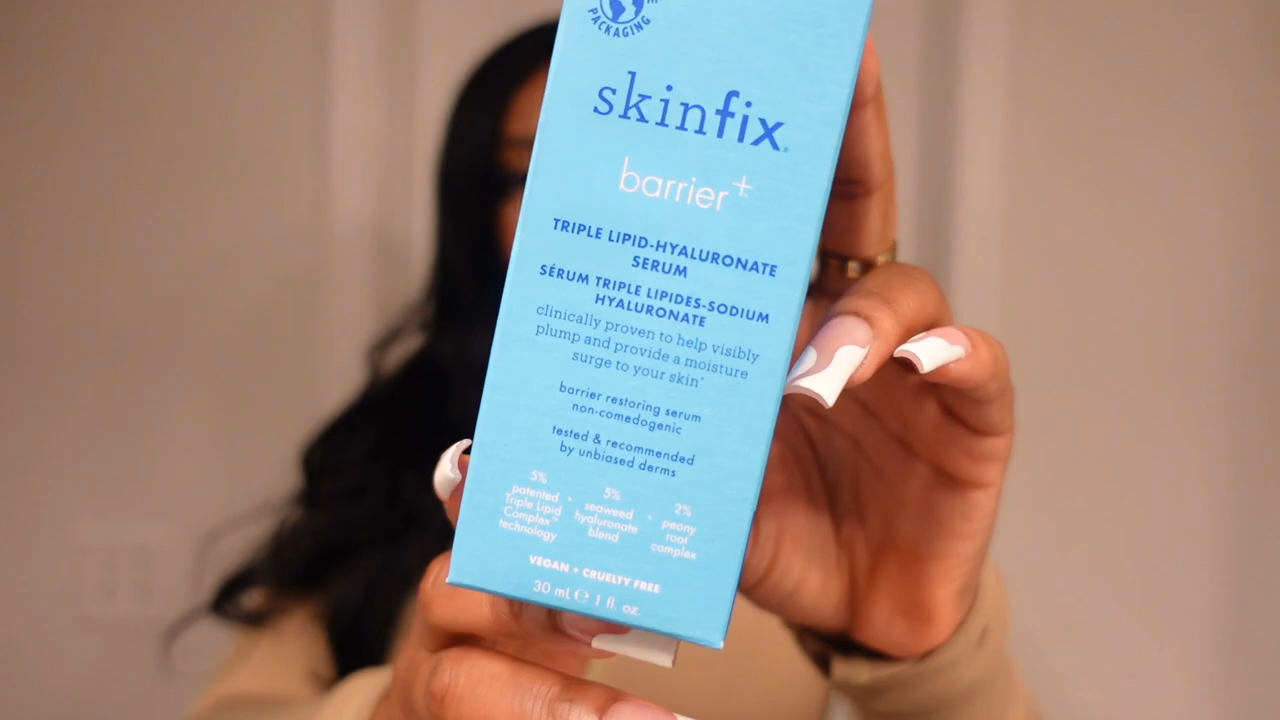 PACKAGING
skinfix®
barrier+
TRIPLE LIPID-HYALURONATE
SERUM
SÉRUM TRIPLE LIPIDES-SODIUM
HYALURONATE
clinically proven to help visibly
plump and provide a moisture
surge to your skin*
barrier restoring serum
non-comedogenic
tested & recommended
by unbiased derms
5%
patented
Triple Lipid
Complex™
technology
5%
seaweed
hyaluronate
blend
2%
peony
root
complex
VEGAN + CRUELTY FREE
30 mL ℮ 1 fl. oz.